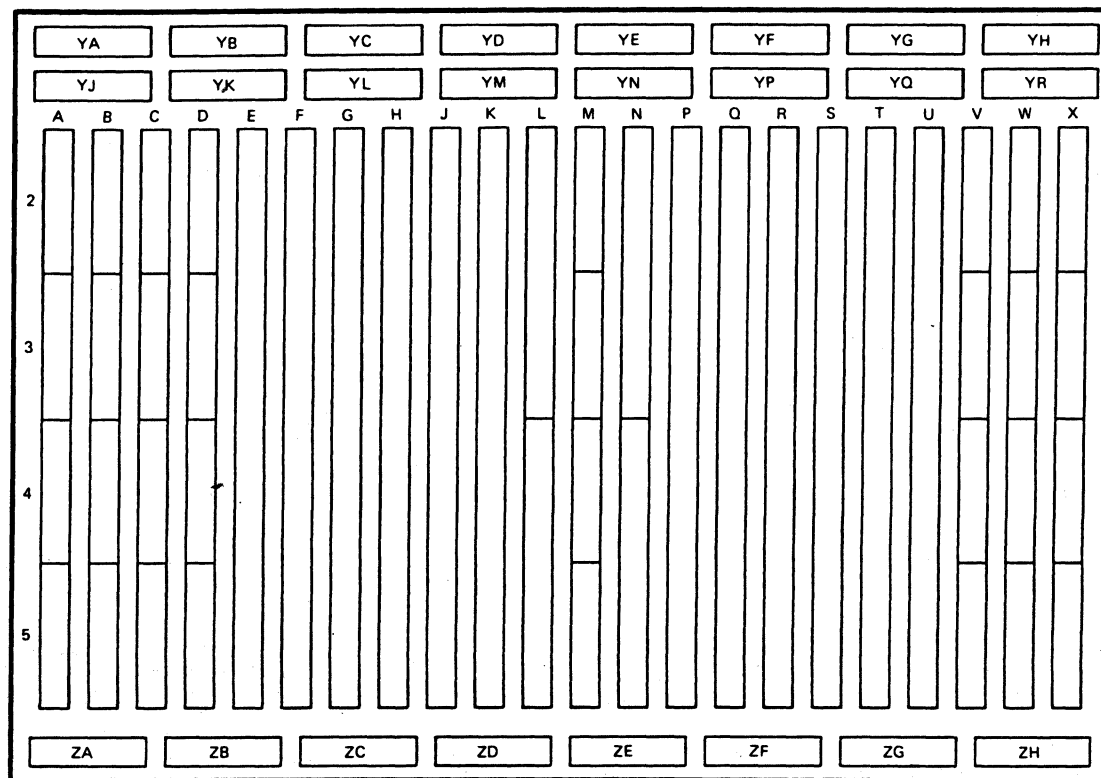 YA YB YC YD YE YF YG YH
YJ YK YL YM YN YP YQ YR
A B C D E F G H J K L M N P Q R S T U V W X
2
3
4
5
ZA ZB ZC ZD ZE ZF ZG ZH